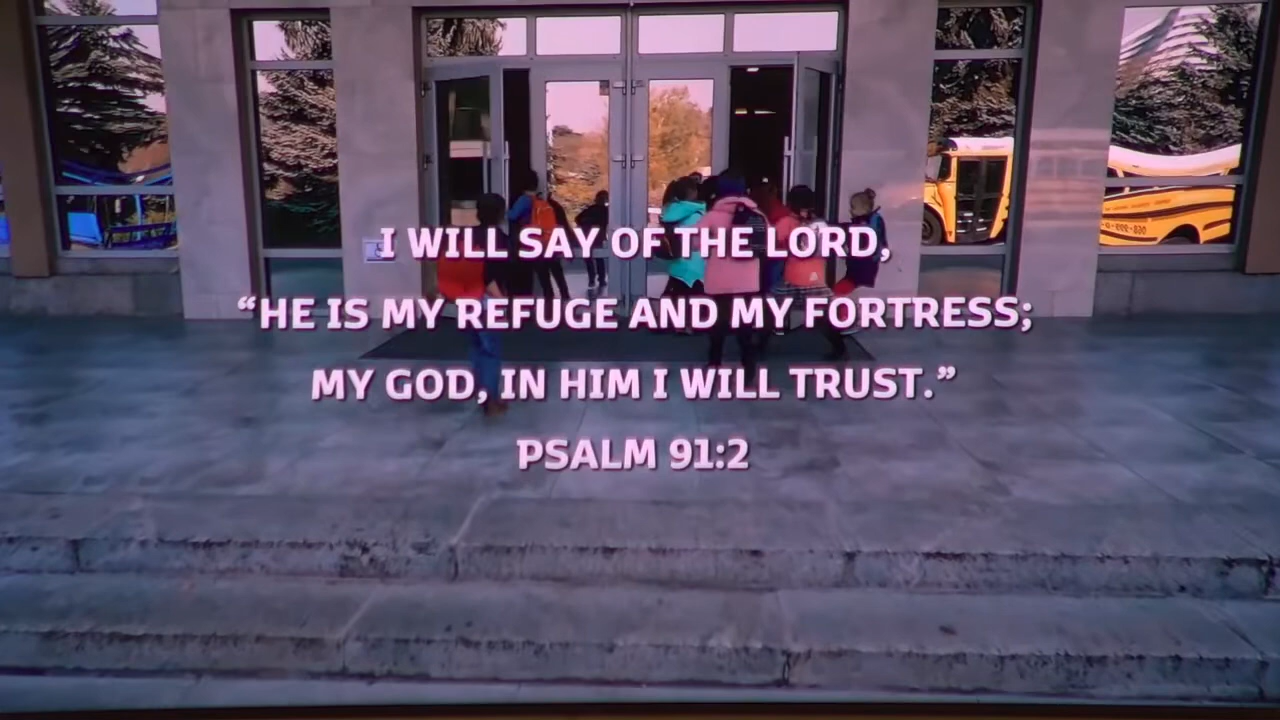 I WILL SAY OF THE LORD,
“HE IS MY REFUGE AND MY FORTRESS;
MY GOD, IN HIM I WILL TRUST.”
PSALM 91:2